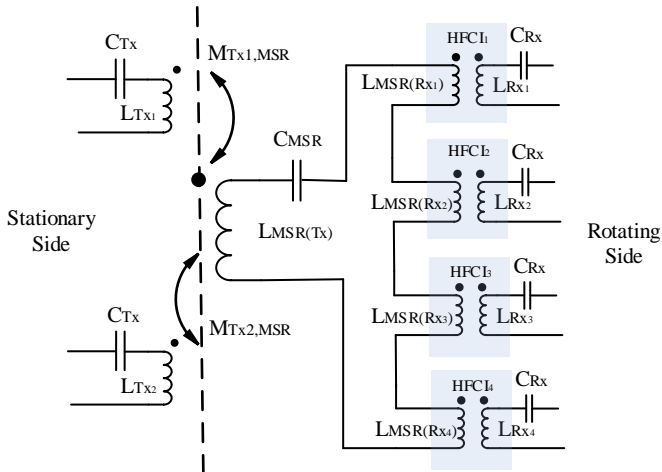 CTx
MTx1,MSR
LTx1
CMSR
LMSR(Tx)
Stationary
Side
CTx
LTx2
MTx2,MSR
HFCI1
CRx
LMSR(Rx1)
LRx1
HFCI2
CRx
LMSR(Rx2)
LRx2
Rotating
Side
HFCI3
CRx
LMSR(Rx3)
LRx3
HFCI4
CRx
LMSR(Rx4)
LRx4